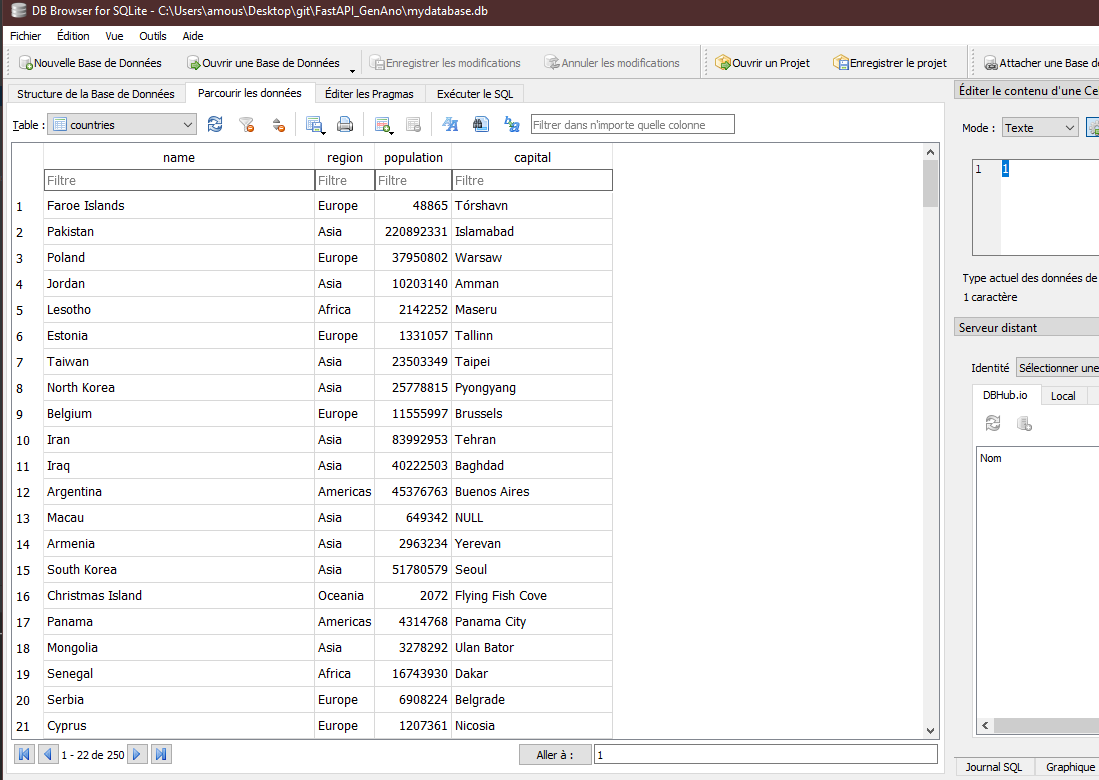 DB Browser for SQLite - C:\Users\amous\Desktop\git\FastAPI_GenAno\mydatabase.db
Fichier Édition Vue Outils Aide
Nouvelle Base de Données Ouvrir une Base de Données Enregistrer les modifications Annuler les modifications Ouvrir un Projet Enregistrer le projet Attacher une Base de
Structure de la Base de Données Parcourir les données Éditer les Pragmas Exécuter le SQL
Éditer le contenu d'une Ce
Table : countries Filtrer dans n'importe quelle colonne
Mode : Texte
name region population capital
Filtre Filtre Filtre Filtre
1 Faroe Islands Europe 48865 Tórshavn
2 Pakistan Asia 220892331 Islamabad
3 Poland Europe 37950802 Warsaw
4 Jordan Asia 10203140 Amman
5 Lesotho Africa 2142252 Maseru
6 Estonia Europe 1331057 Tallinn
7 Taiwan Asia 23503349 Taipei
8 North Korea Asia 25778815 Pyongyang
9 Belgium Europe 11555997 Brussels
10 Iran Asia 83992953 Tehran
11 Iraq Asia 40222503 Baghdad
12 Argentina Americas 45376763 Buenos Aires
13 Macau Asia 649342 NULL
14 Armenia Asia 2963234 Yerevan
15 South Korea Asia 51780579 Seoul
16 Christmas Island Oceania 2072 Flying Fish Cove
17 Panama Americas 4314768 Panama City
18 Mongolia Asia 3278292 Ulan Bator
19 Senegal Africa 16743930 Dakar
20 Serbia Europe 6908224 Belgrade
21 Cyprus Europe 1207361 Nicosia
1 - 22 de 250 Aller à : 1
1 1
Type actuel des données de
1 caractère
Serveur distant
Identité Sélectionner une
DBHub.io Local
Nom
Journal SQL Graphique